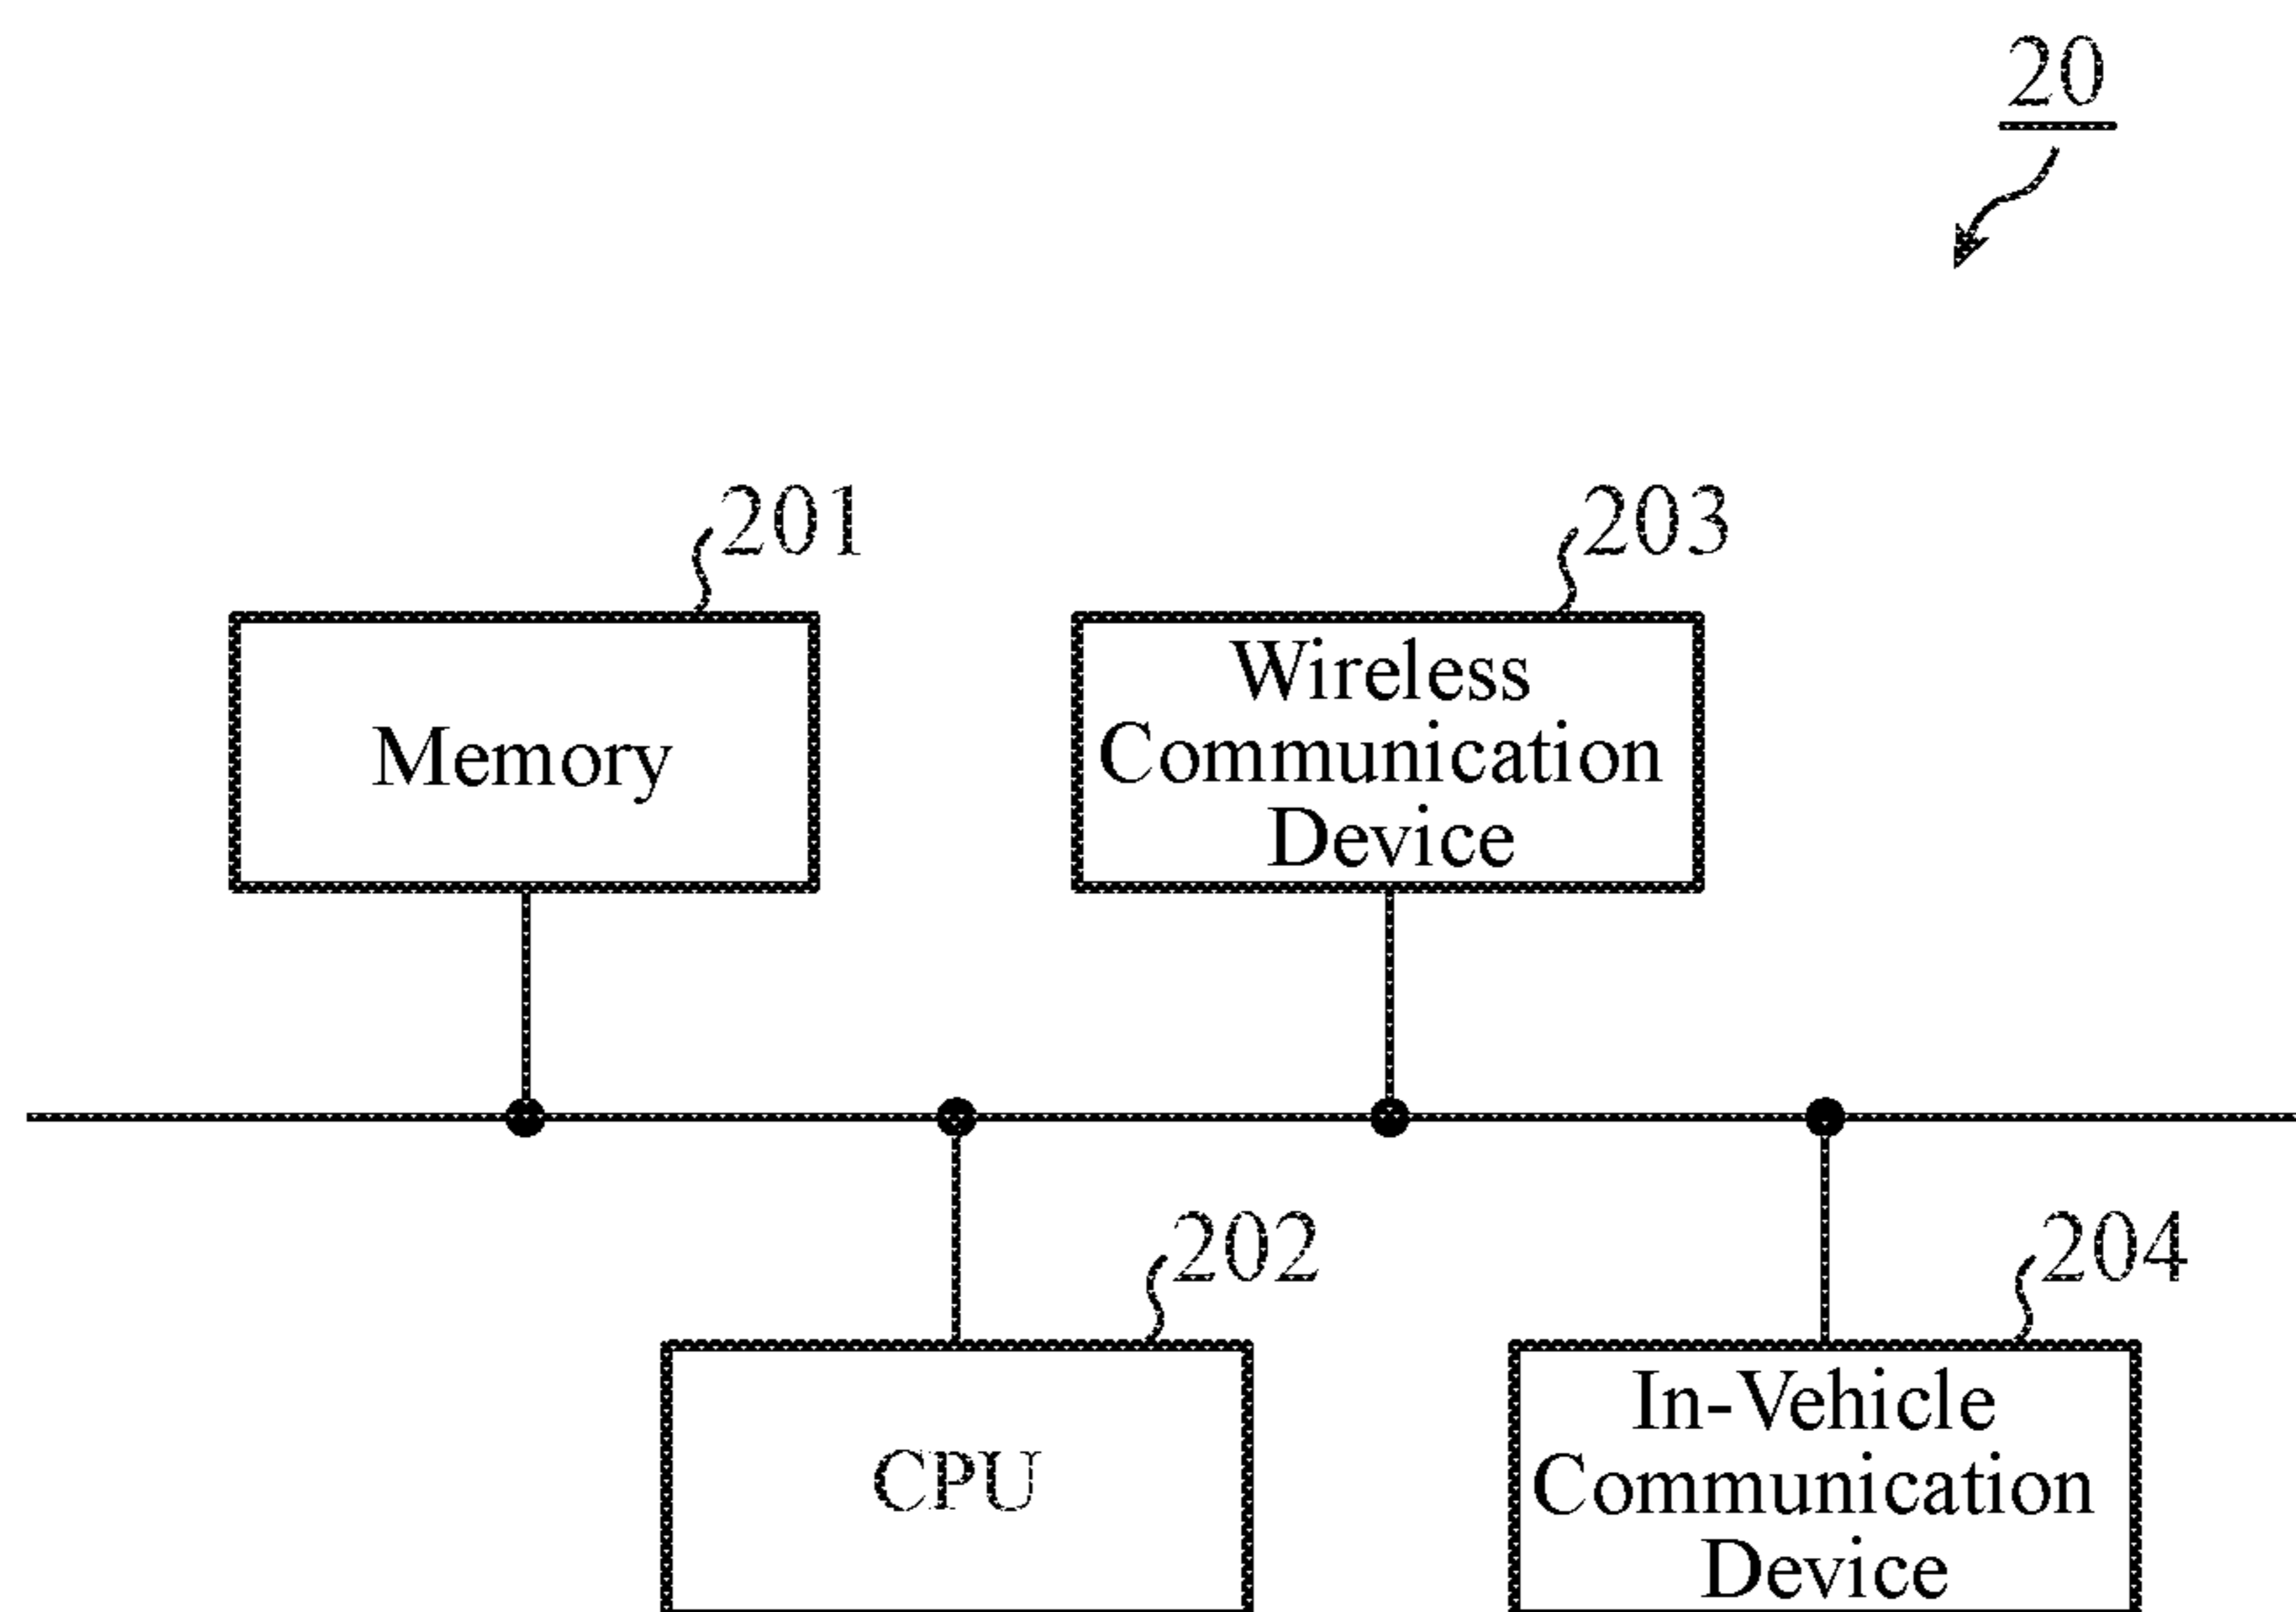 20
201
203
Memory
Wireless
Communication
Device
202
204
CPU
In-Vehicle
Communication
Device